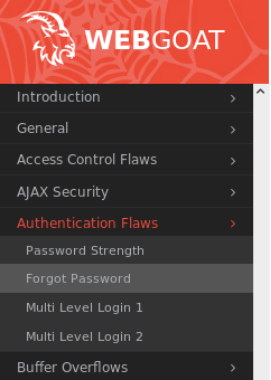 WEBGOAT
Introduction
General
Access Control Flaws
AJAX Security
Authentication Flaws
Password Strength
Forgot Password
Multi Level Login 1
Multi Level Login 2
Buffer Overflows